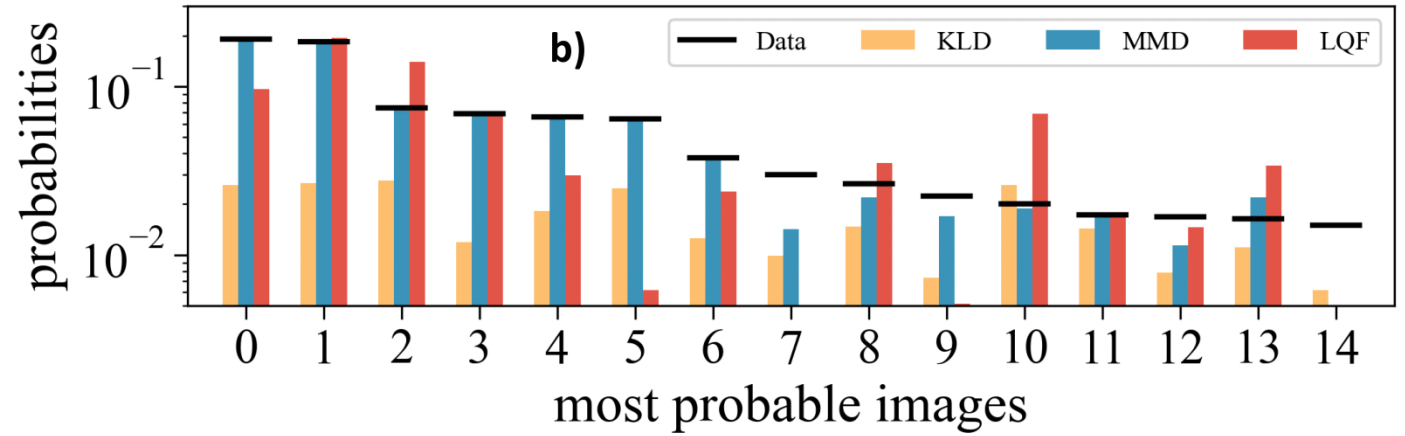 b)
Data KLD MMD LQF
probabilities
10⁻¹
10⁻²
0 1 2 3 4 5 6 7 8 9 10 11 12 13 14
most probable images